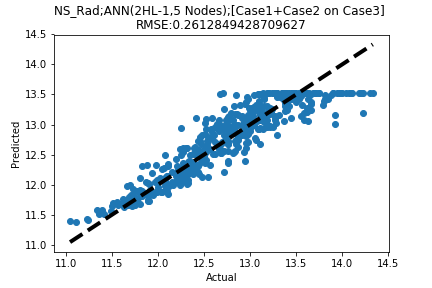 NS_Rad;ANN(2HL-1,5 Nodes);[Case1+Case2 on Case3]
RMSE:0.2612849428709627
14.5
14.0
13.5
13.0
12.5
12.0
11.5
11.0
Predicted
11.0 11.5 12.0 12.5 13.0 13.5 14.0 14.5
Actual